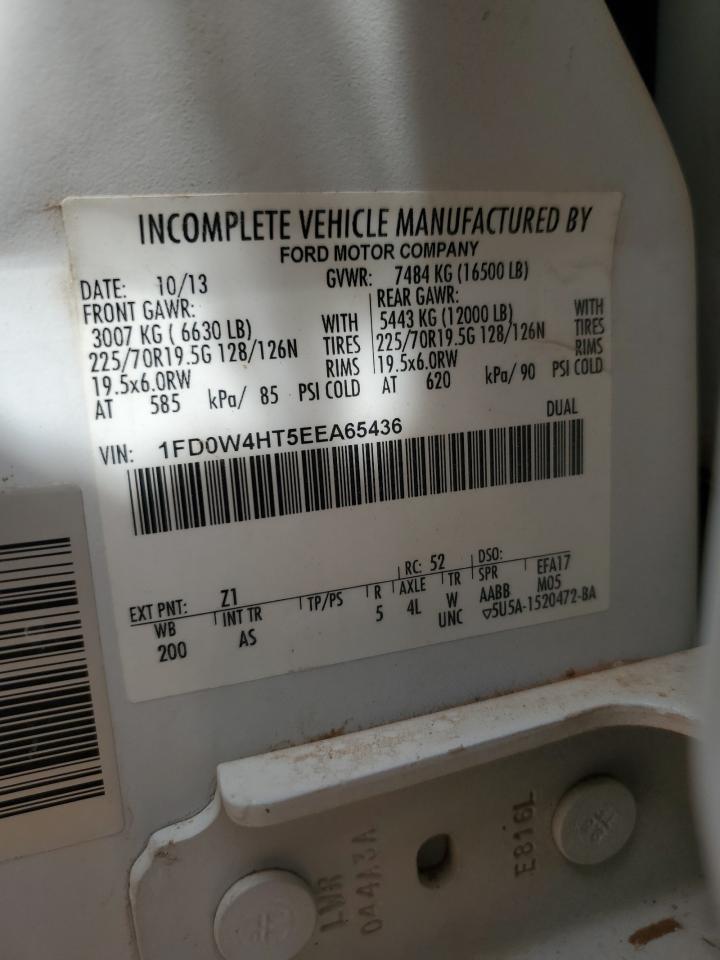 INCOMPLETE VEHICLE MANUFACTURED BY
FORD MOTOR COMPANY
DATE: 10/13 GVWR: 7484 KG (16500 LB)
FRONT GAWR: REAR GAWR:
3007 KG ( 6630 LB) WITH 5443 KG (12000 LB) WITH
225/70R19.5G 128/126N TIRES 225/70R19.5G 128/126N TIRES
19.5x6.0RW RIMS 19.5x6.0RW RIMS
AT 585 kPa/ 85 PSI COLD AT 620 kPa/ 90 PSI COLD
DUAL
VIN: 1FD0W4HT5EEA65436
EXT PNT: Z1 RC: 52 DSO:
WB INT TR TP/PS R AXLE TR SPR EFA17
200 AS 5 4L W AABB M05
UNC ▽5U5A-1520472-BA
LMR
044A3A
E816L